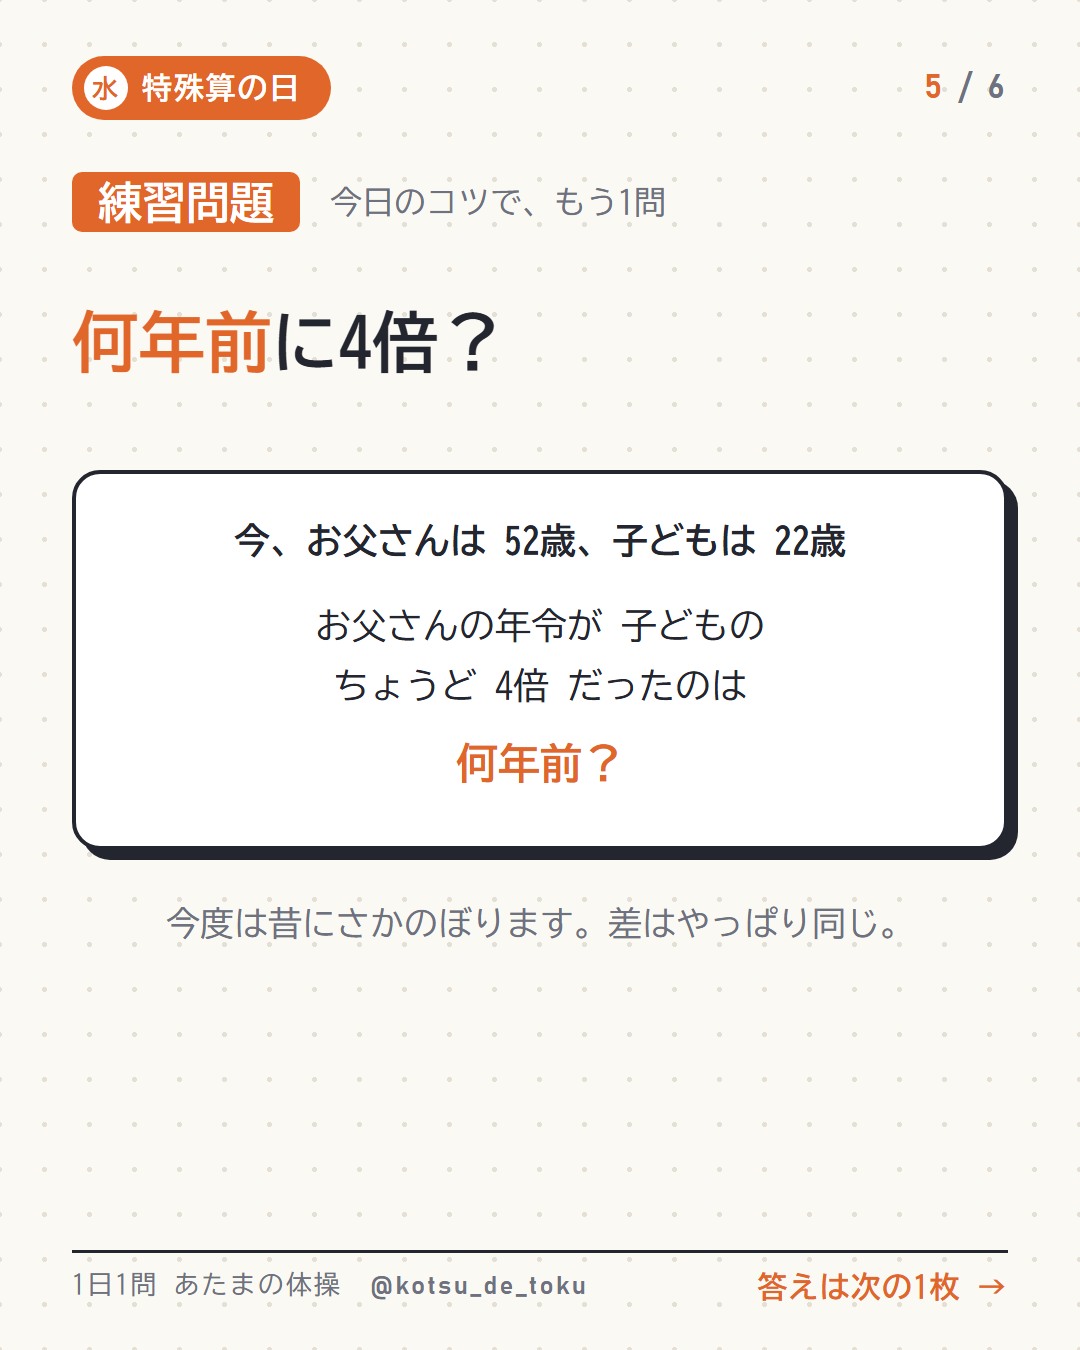 水 特殊算の日
5 / 6
練習問題 今日のコツで、もう1問
何年前に4倍？
今、お父さんは 52歳、子どもは 22歳
お父さんの年令が 子どもの
ちょうど 4倍 だったのは
何年前？
今度は昔にさかのぼります。差はやっぱり同じ。
1日1問 あたまの体操 @kotsu_de_toku
答えは次の1枚 →